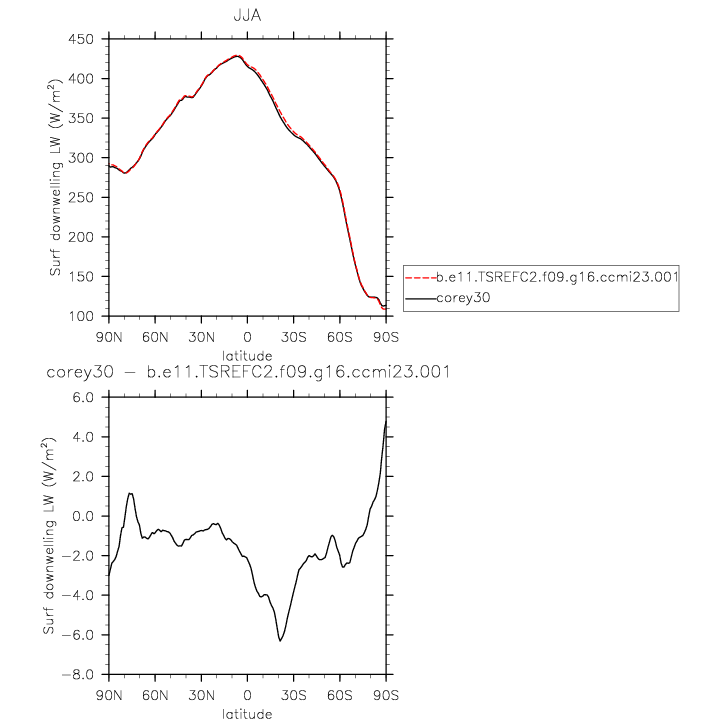 JJA
Surf downwelling LW (W/m²)
450
400
350
300
250
200
150
100
90N 60N 30N 0 30S 60S 90S
latitude
b.e11.TSREFC2.f09.g16.ccmi23.001
corey30
corey30 − b.e11.TSREFC2.f09.g16.ccmi23.001
Surf downwelling LW (W/m²)
6.0
4.0
2.0
0.0
−2.0
−4.0
−6.0
−8.0
90N 60N 30N 0 30S 60S 90S
latitude